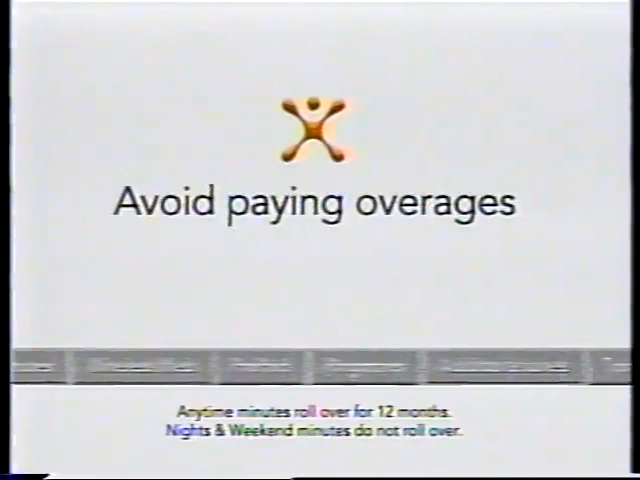 Avoid paying overages
Anytime minutes roll over for 12 months.
Nights & Weekend minutes do not roll over.